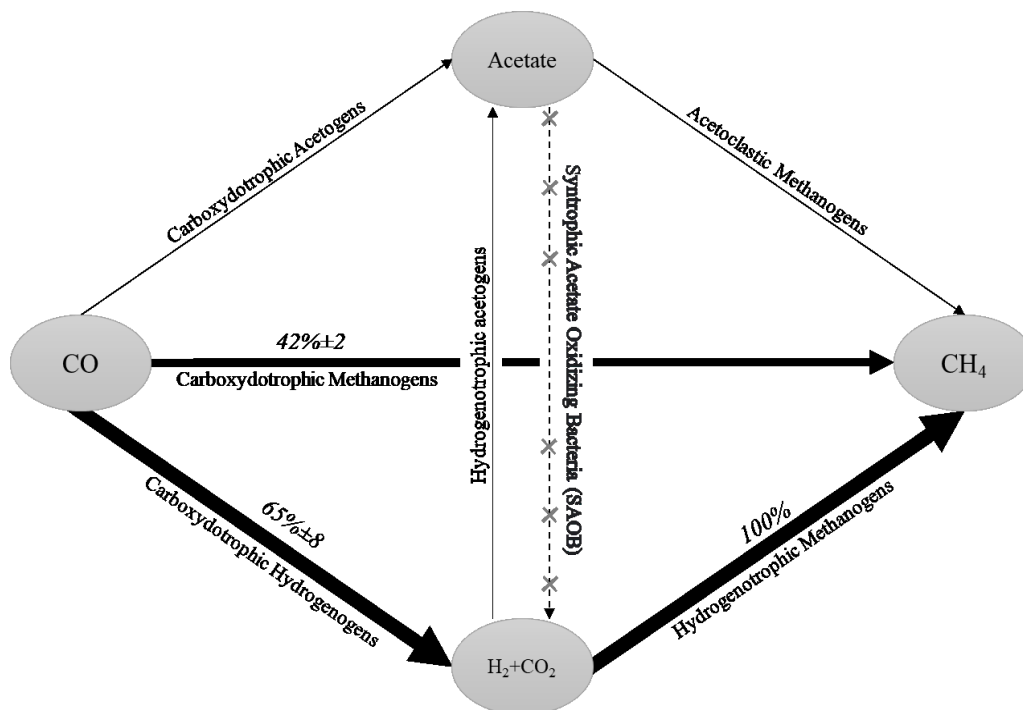 Acetate
Carboxydotrophic Acetogens
Acetoclastic Methanogens
Hydrogenotrophic acetogens
Syntrophic Acetate Oxidizing Bacteria (SAOB)
CO
42%±2
Carboxydotrophic Methanogens
CH₄
65%±8
Carboxydotrophic Hydrogenogens
100%
Hydrogenotrophic Methanogens
H₂+CO₂